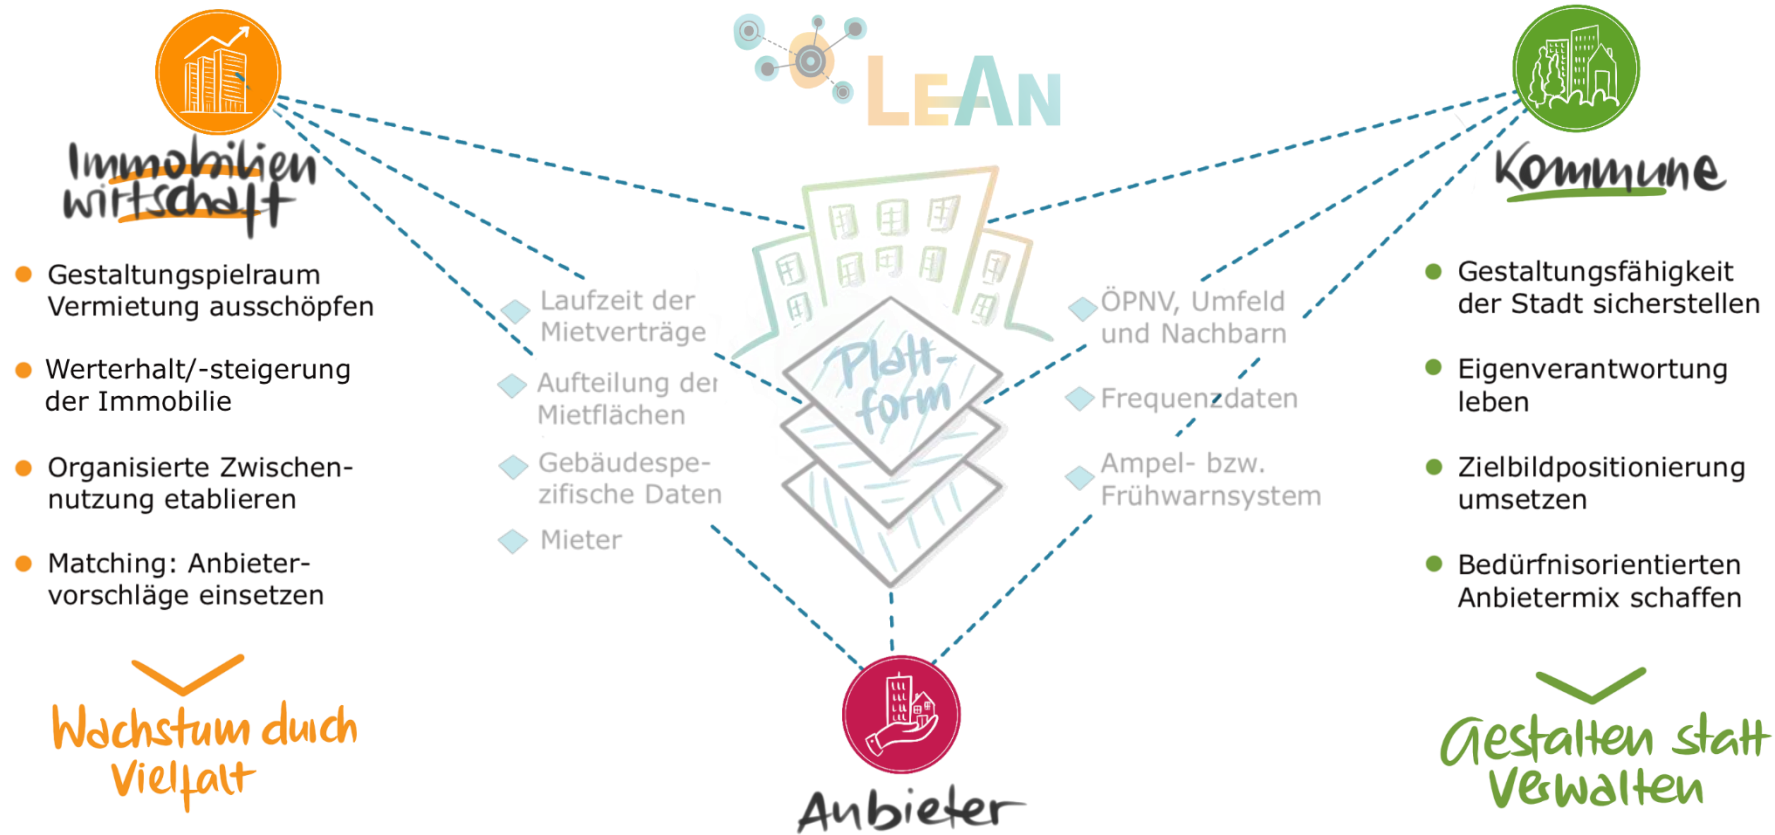 LEAN
Immobilien
wirtschaft
Gestaltungspielraum
Vermietung ausschöpfen
Werterhalt/-steigerung
der Immobilie
Organisierte Zwischen-
nutzung etablieren
Matching: Anbieter-
vorschläge einsetzen
Wachstum durch
Vielfalt
Laufzeit der
Mietverträge
Aufteilung der
Mietflächen
Gebäudespe-
zifische Daten
Mieter
Platt-
form
ÖPNV, Umfeld
und Nachbarn
Frequenzdaten
Ampel- bzw.
Frühwarnsystem
Kommune
Gestaltungsfähigkeit
der Stadt sicherstellen
Eigenverantwortung
leben
Zielbildpositionierung
umsetzen
Bedürfnisorientierten
Anbietermix schaffen
Gestalten statt
Verwalten
Anbieter